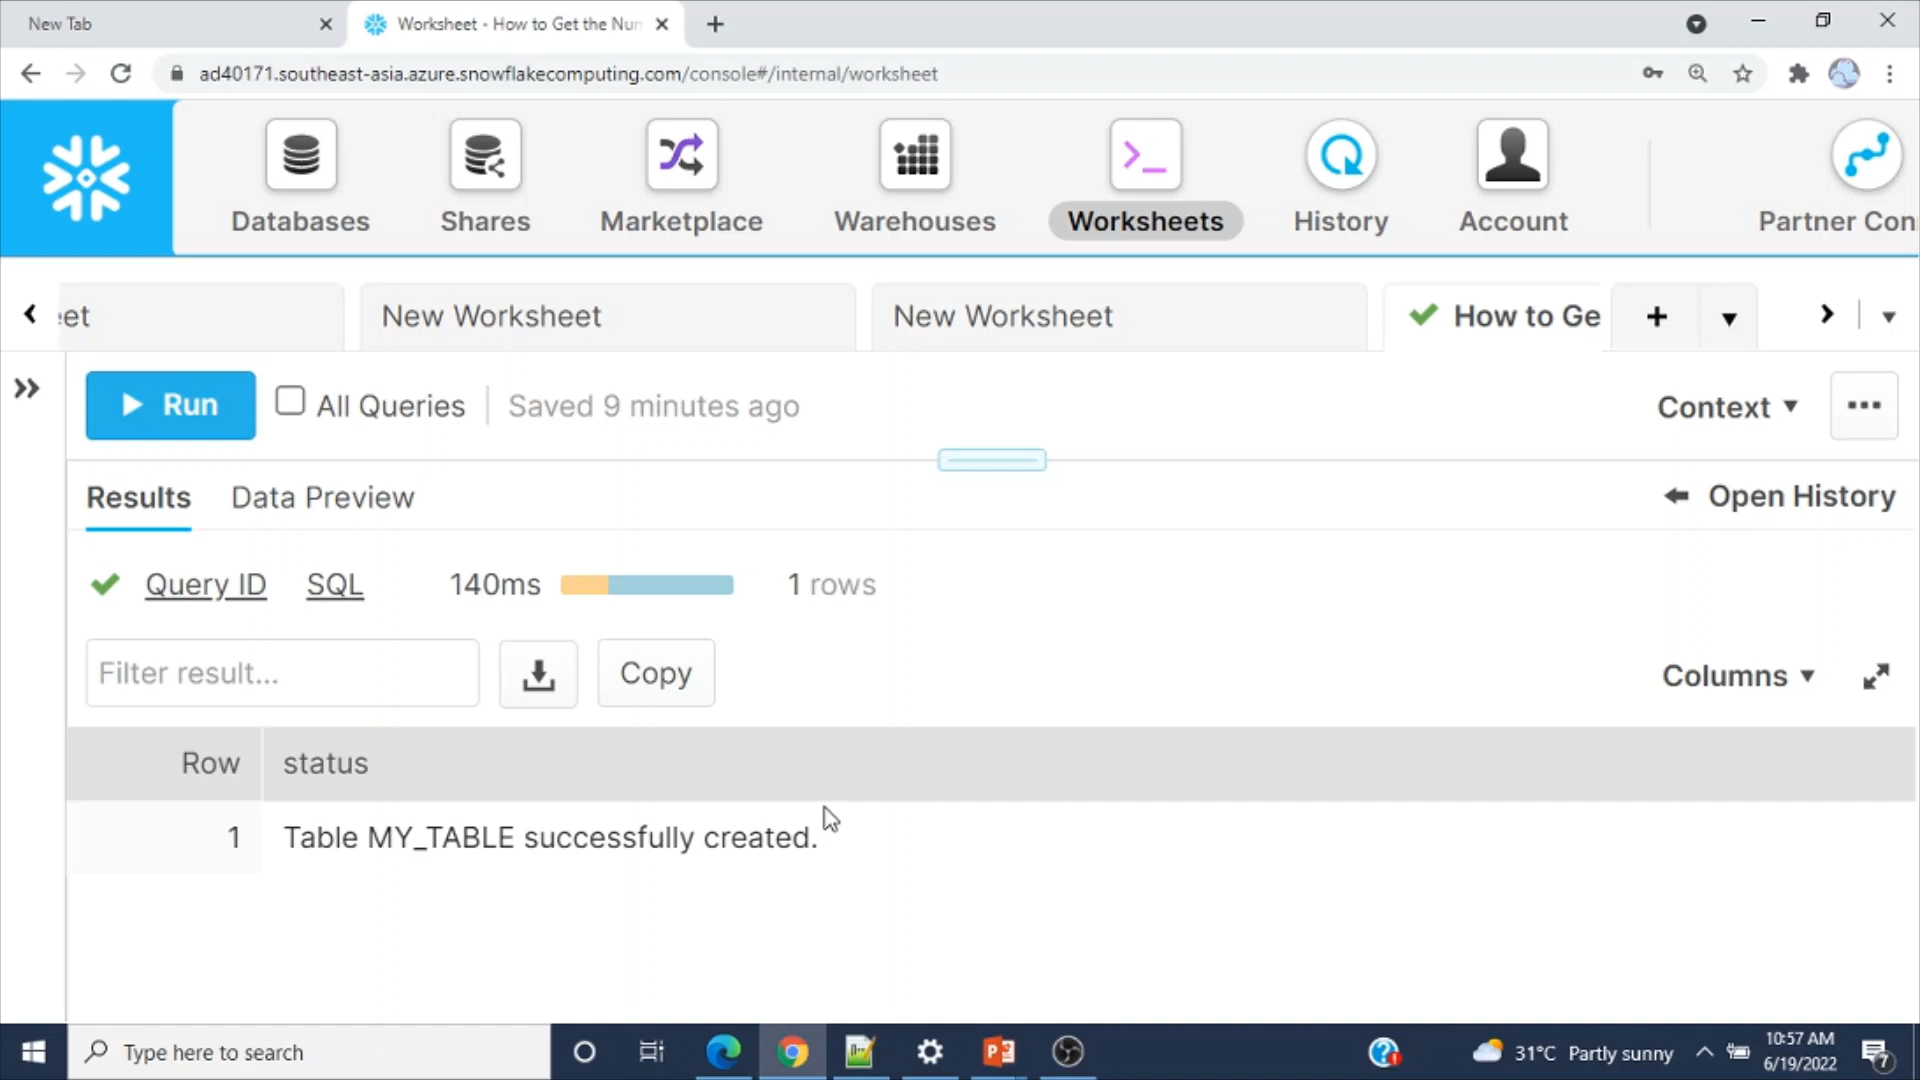 New Tab
Worksheet - How to Get the Nun
ad40171.southeast-asia.azure.snowflakecomputing.com/console#/internal/worksheet
Databases
Shares
Marketplace
Warehouses
Worksheets
History
Account
Partner Con
eet
New Worksheet
New Worksheet
How to Ge
Run
All Queries
Saved 9 minutes ago
Context
Results
Data Preview
Open History
Query ID
SQL
140ms
1 rows
Filter result...
Copy
Columns
Row
status
1
Table MY_TABLE successfully created.
Type here to search
31°C Partly sunny
10:57 AM
6/19/2022
7